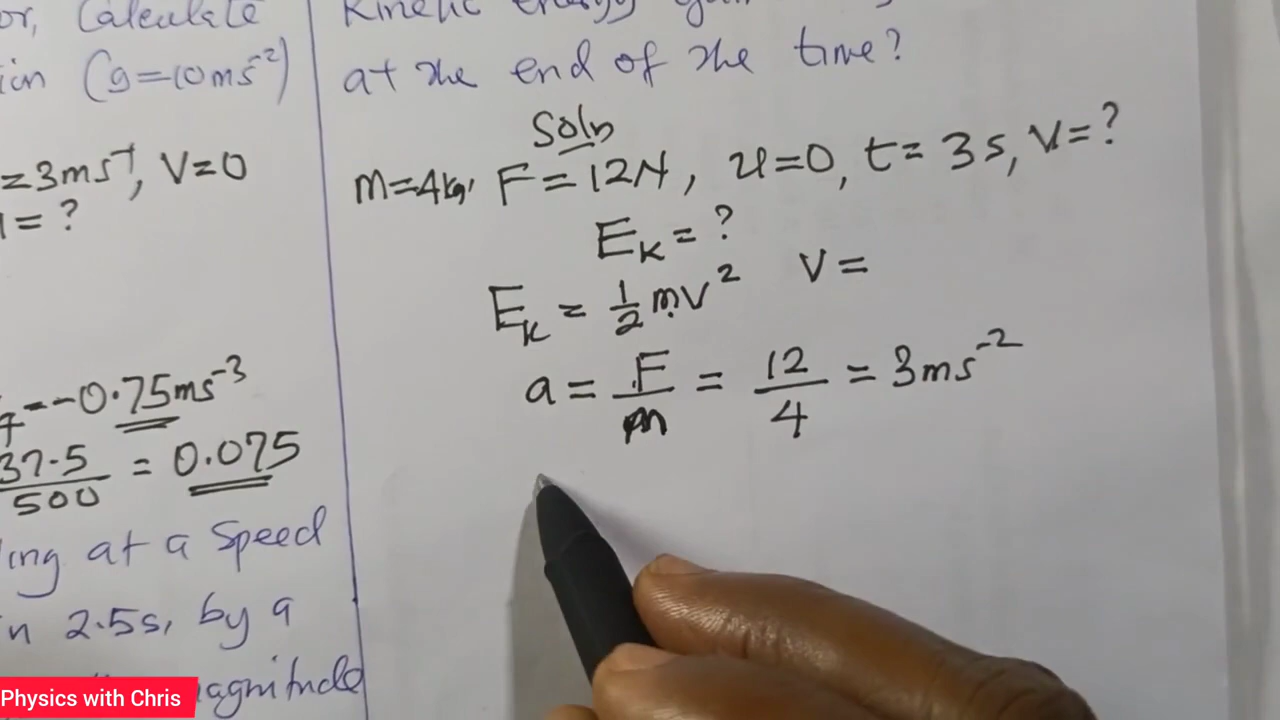 or, Calculate
ion (g=10ms⁻²)
=3ms⁻¹, V=0
= ?
=-0.75ms⁻³
37.5/500 = 0.075
ing at a speed
n 2.5s, by a
agnitude
Kinetic energy
at the end of the time?
Soln
m=4kg, F=12N, u=0, t=3s, V=?
Eₖ = ?
Eₖ = ½mv² V=
a = F/m = 12/4 = 3ms⁻²
Physics with Chris